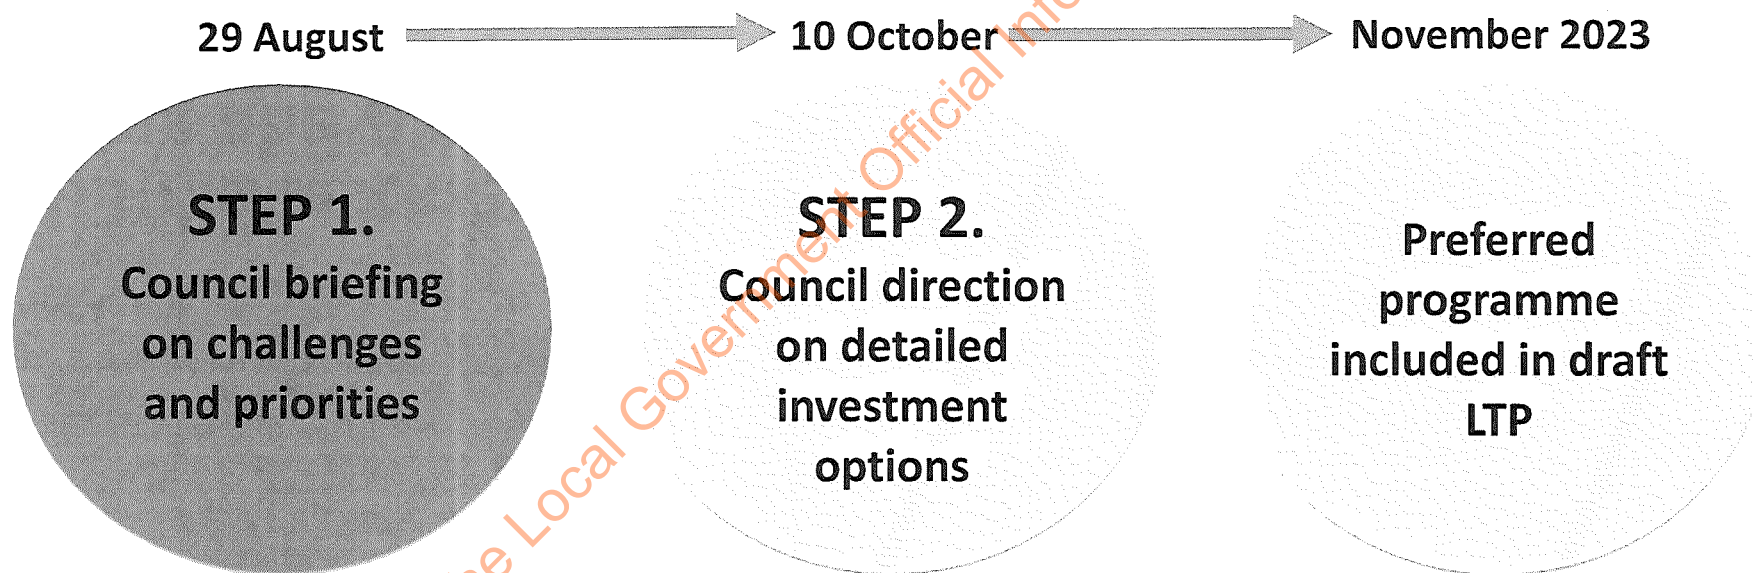 29 August
10 October
November 2023
STEP 1.
Council briefing
on challenges
and priorities
STEP 2.
Council direction
on detailed
investment
options
Preferred
programme
included in draft
LTP
Local Government Official